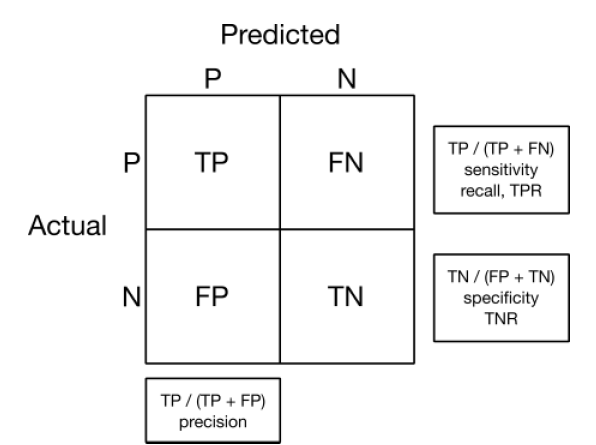 Predicted
P N
P TP FN
TP / (TP + FN)
sensitivity
recall, TPR
Actual
N FP TN
TN / (FP + TN)
specificity
TNR
TP / (TP + FP)
precision